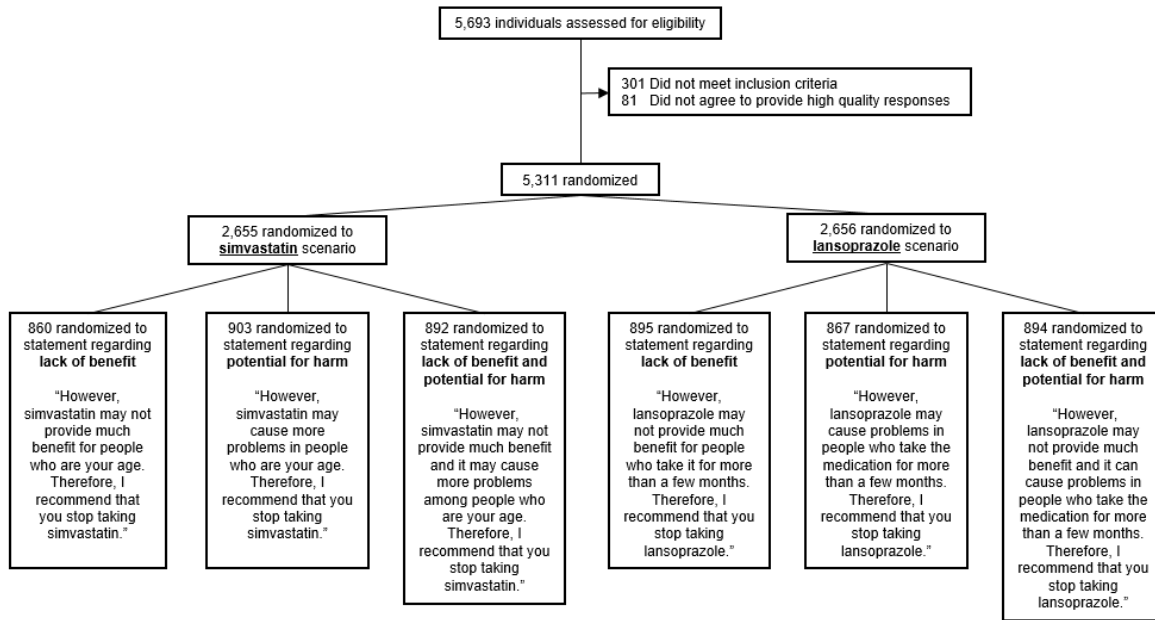 5,693 individuals assessed for eligibility
301 Did not meet inclusion criteria
81 Did not agree to provide high quality responses
5,311 randomized
2,655 randomized to
simvastatin scenario
2,656 randomized to
lansoprazole scenario
860 randomized to
statement regarding
lack of benefit
“However,
simvastatin may not
provide much
benefit for people
who are your age.
Therefore, I
recommend that
you stop taking
simvastatin.”
903 randomized to
statement regarding
potential for harm
“However,
simvastatin may
cause more
problems in people
who are your age.
Therefore, I
recommend that you
stop taking
simvastatin.”
892 randomized to
statement regarding
lack of benefit and
potential for harm
“However,
simvastatin may not
provide much benefit
and it may cause
more problems
among people who
are your age.
Therefore, I
recommend that you
stop taking
simvastatin.”
895 randomized to
statement regarding
lack of benefit
“However,
lansoprazole may
not provide much
benefit for people
who take it for more
than a few months.
Therefore, I
recommend that you
stop taking
lansoprazole.”
867 randomized to
statement regarding
potential for harm
“However,
lansoprazole may
cause problems in
people who take the
medication for more
than a few months.
Therefore, I
recommend that you
stop taking
lansoprazole.”
894 randomized to
statement regarding
lack of benefit and
potential for harm
“However,
lansoprazole may
not provide much
benefit and it can
cause problems in
people who take the
medication for more
than a few months.
Therefore, I
recommend that you
stop taking
lansoprazole.”